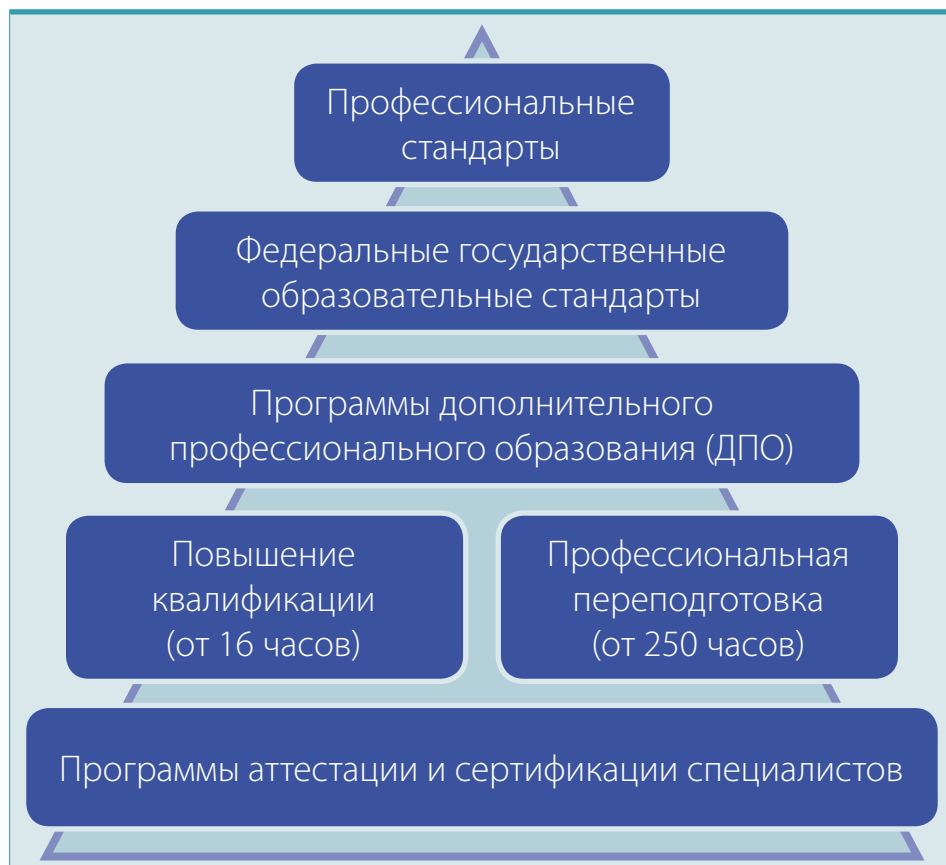 Профессиональные
стандарты
Федеральные государственные
образовательные стандарты
Программы дополнительного
профессионального образования (ДПО)
Повышение
квалификации
(от 16 часов)
Профессиональная
переподготовка
(от 250 часов)
Программы аттестации и сертификации специалистов